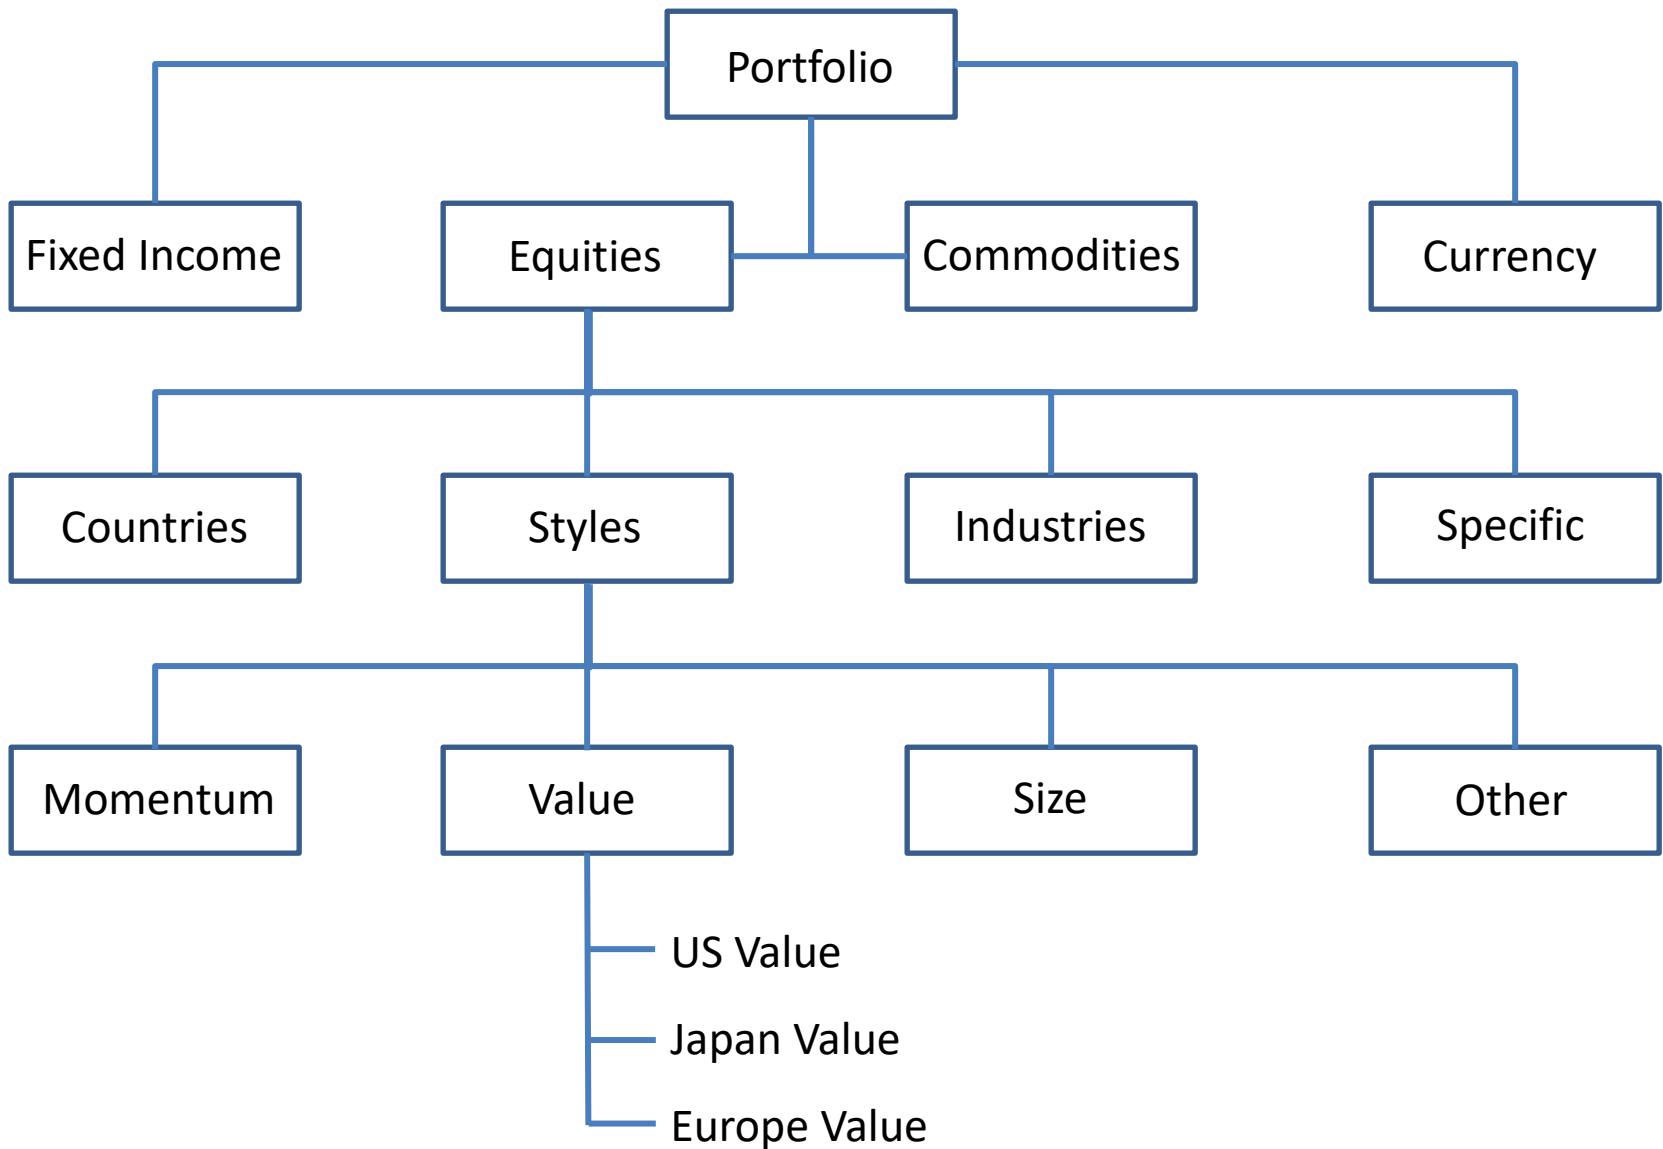 Portfolio
Fixed Income
Equities
Commodities
Currency
Countries
Styles
Industries
Specific
Momentum
Value
Size
Other
US Value
Japan Value
Europe Value